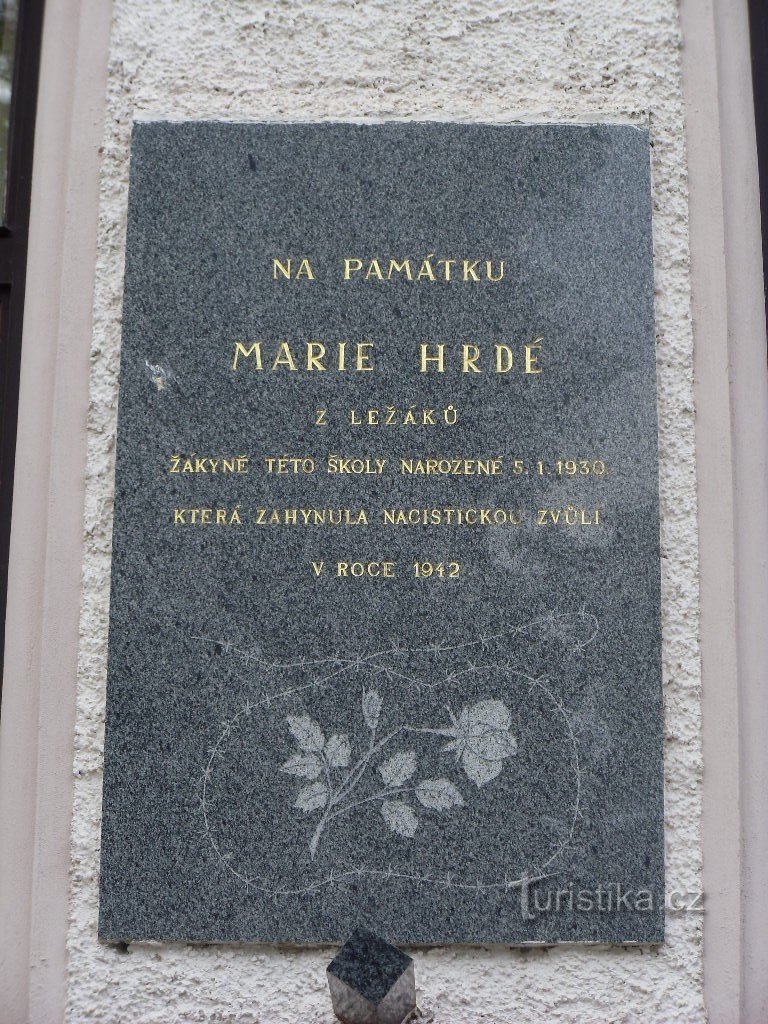 NA PAMÁTKU
MARIE HRDÉ
Z LEŽÁKŮ
ŽÁKYNĚ TÉTO ŠKOLY NAROZENÉ 5. 1. 1930.
KTERÁ ZAHYNULA NACISTICKOU ZVŮLI
V ROCE 1942
Turistika.cz